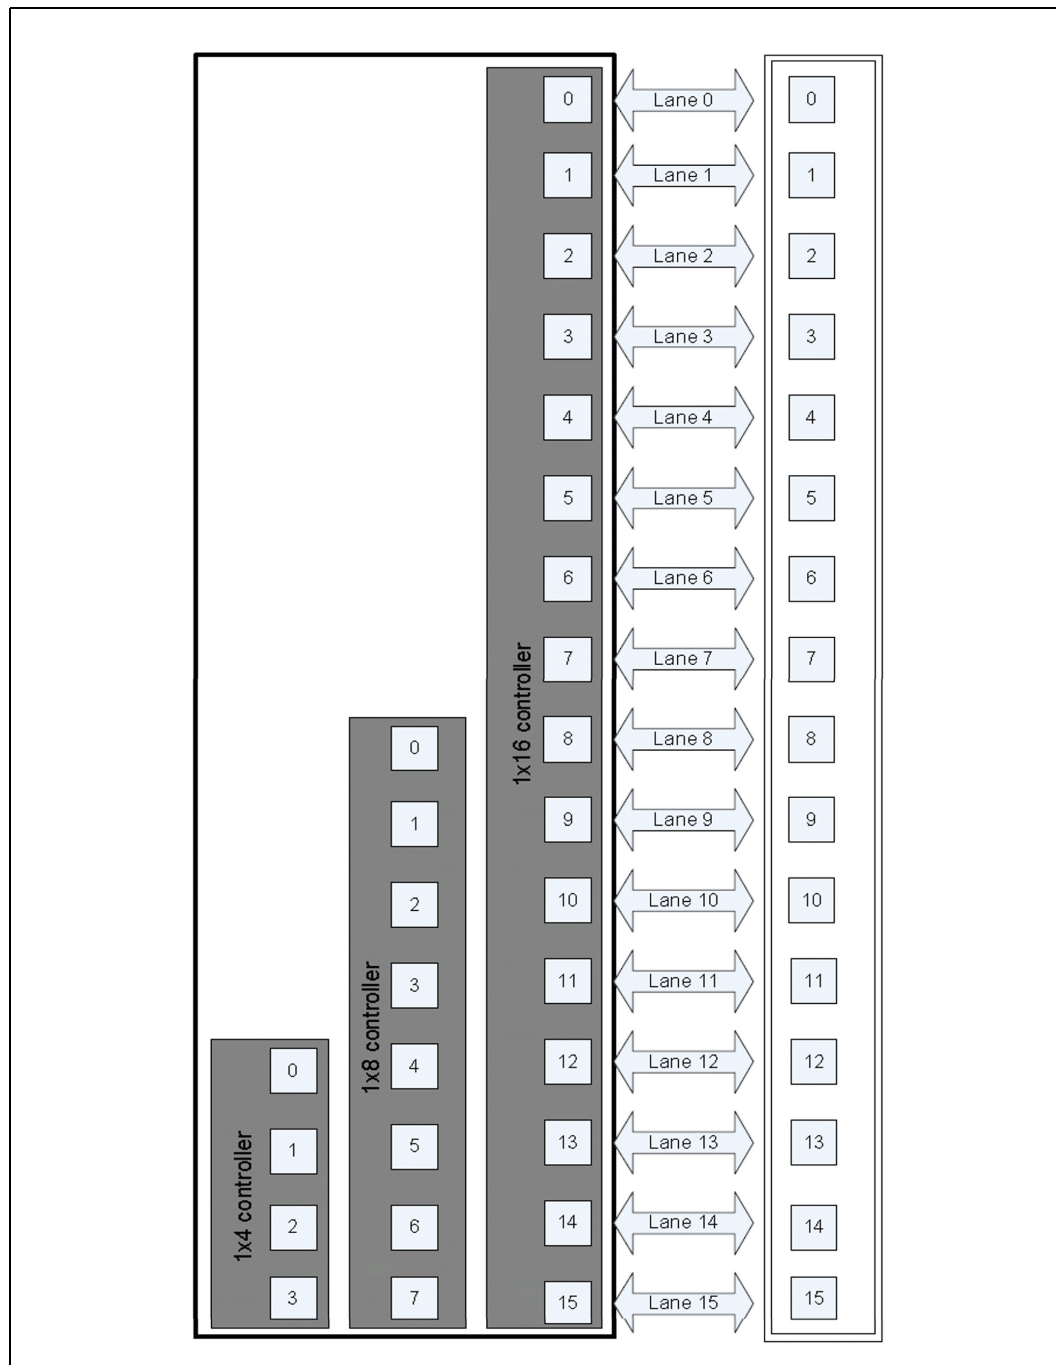 0 Lane 0 0
1 Lane 1 1
2 Lane 2 2
3 Lane 3 3
4 Lane 4 4
5 Lane 5 5
6 Lane 6 6
7 Lane 7 7
1x16 controller
0 8 Lane 8 8
1 9 Lane 9 9
2 10 Lane 10 10
3 11 Lane 11 11
1x8 controller
0 4 12 Lane 12 12
1 5 13 Lane 13 13
1x4 controller
2 6 14 Lane 14 14
3 7 15 Lane 15 15